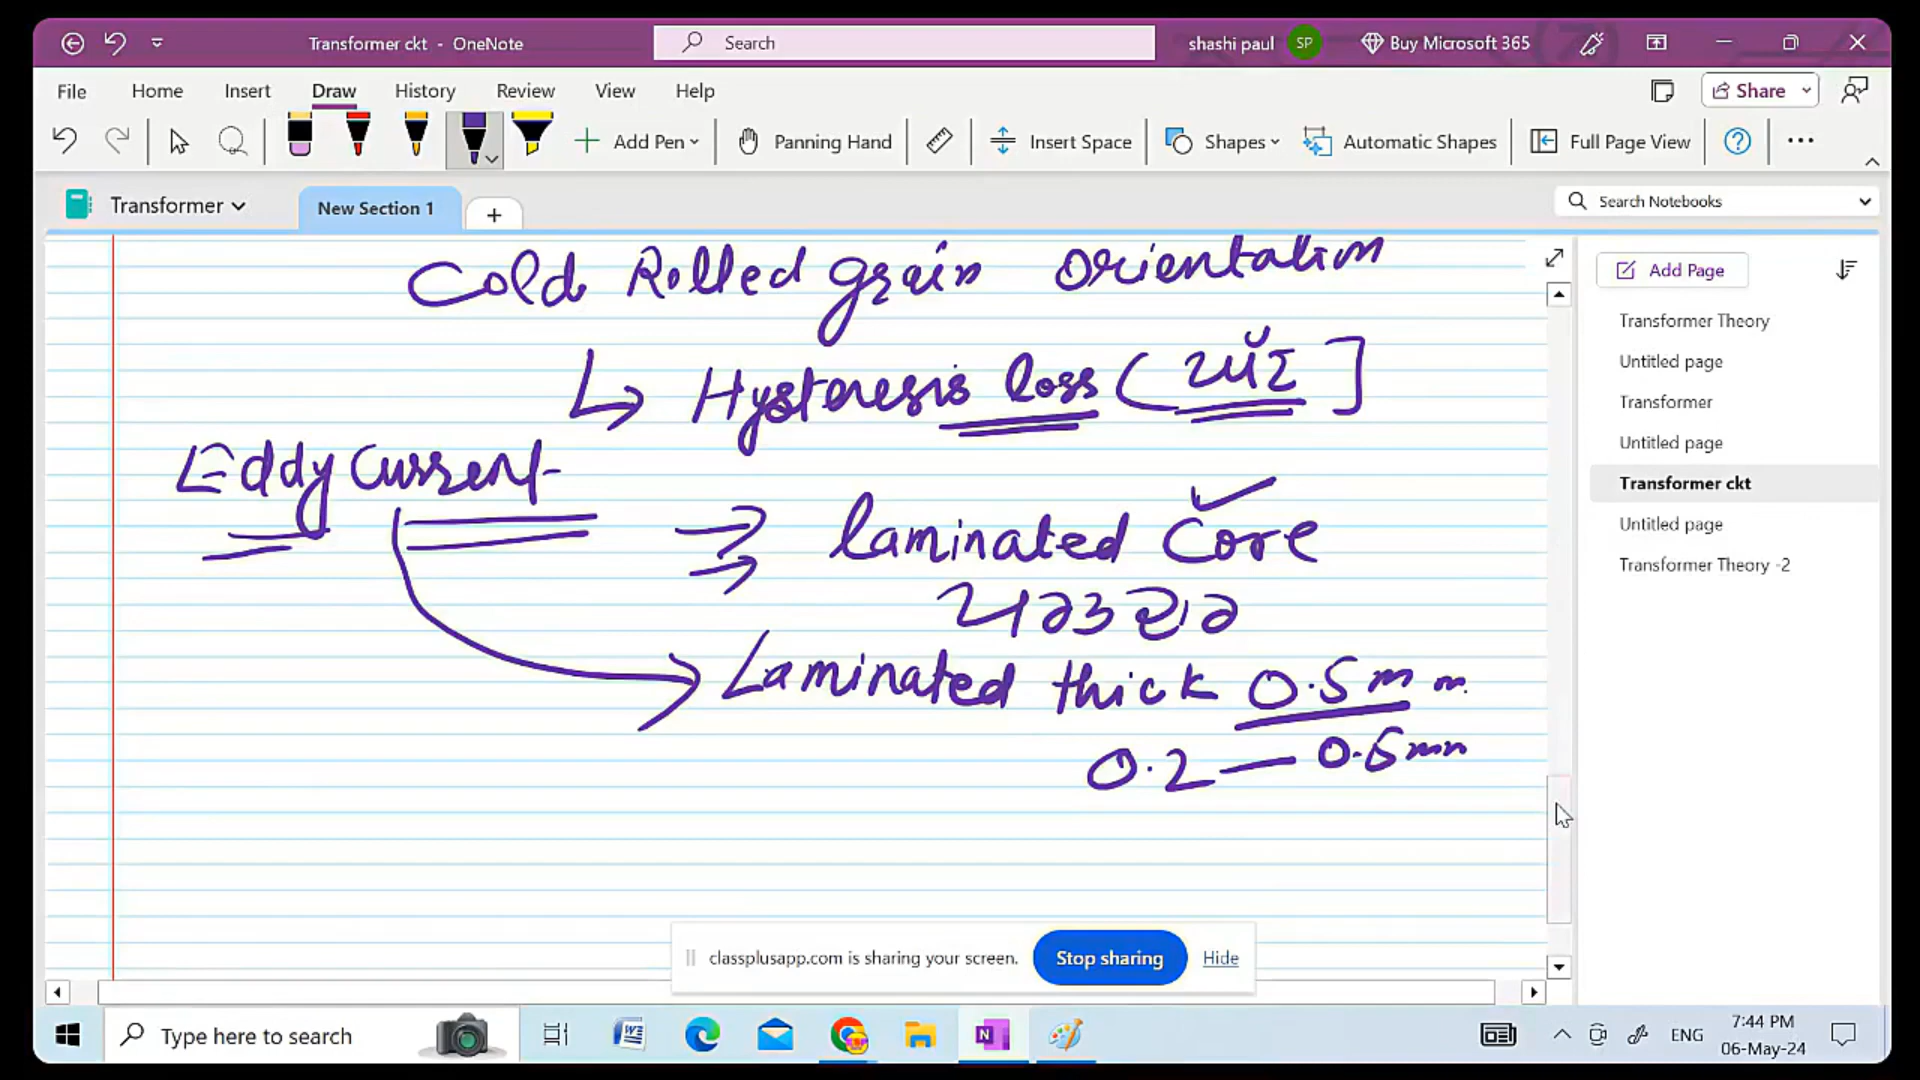 Transformer ckt - OneNote
Search
shashi paul
SP
Buy Microsoft 365
File
Home
Insert
Draw
History
Review
View
Help
Share
Add Pen
Panning Hand
Insert Space
Shapes
Automatic Shapes
Full Page View
Transformer
New Section 1
Search Notebooks
Cold Rolled grain orientation
Hysteresis loss
Eddy Current
laminated Core
Laminated thick 0.5mm
0.2 — 0.5mm
Add Page
Transformer Theory
Untitled page
Transformer
Untitled page
Transformer ckt
Untitled page
Transformer Theory -2
classplusapp.com is sharing your screen.
Stop sharing
Hide
Type here to search
ENG
7:44 PM
06-May-24